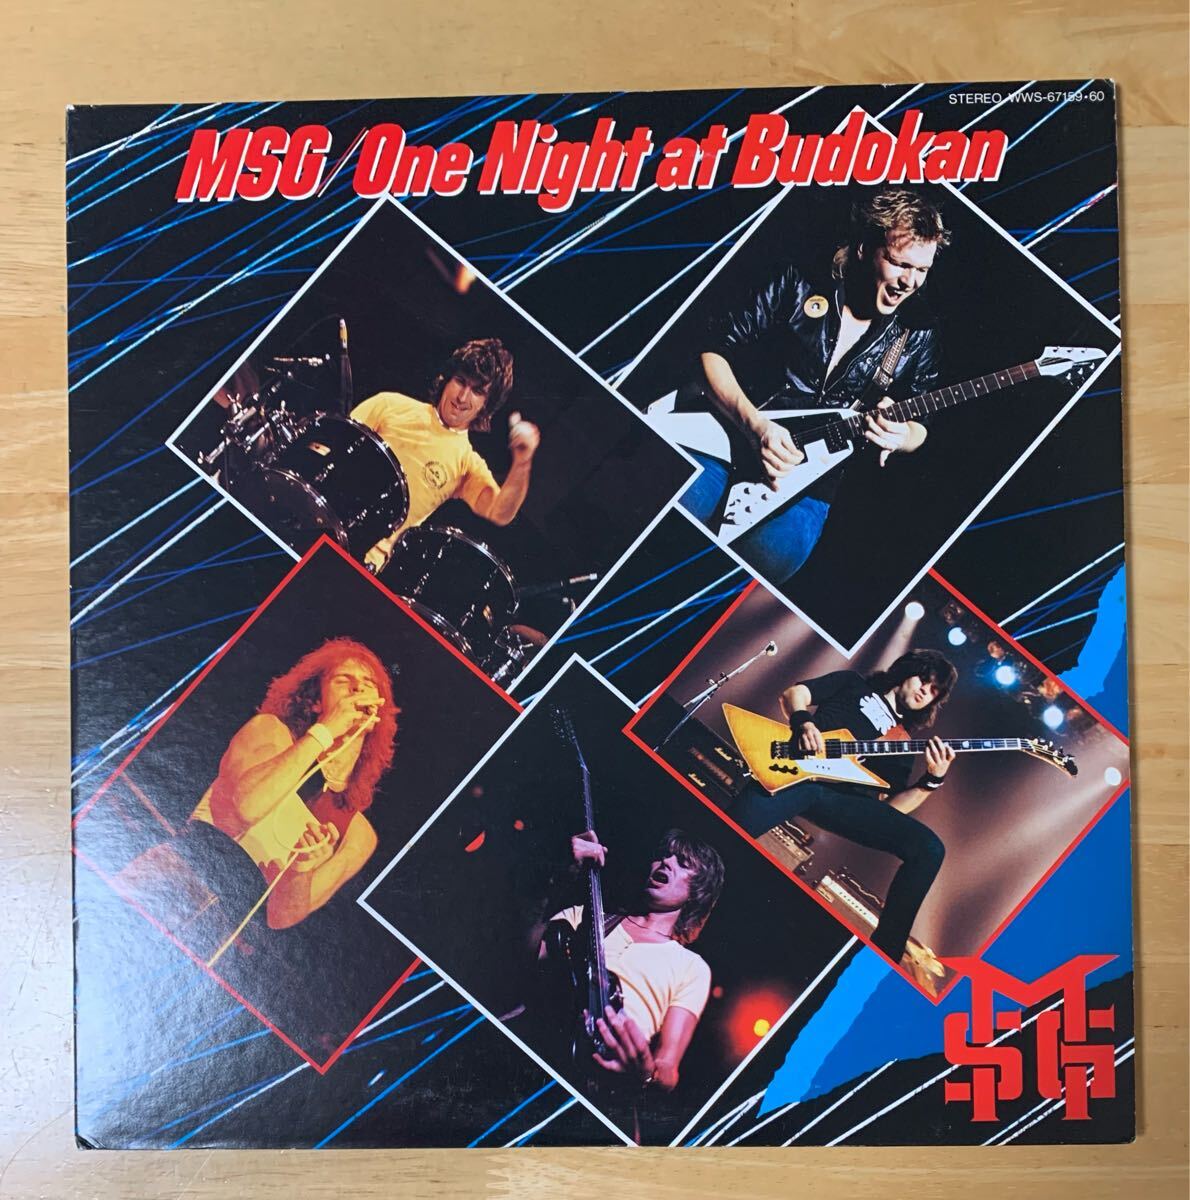 STEREO WWS-67159•60
MSG/One Night at Budokan
MSG